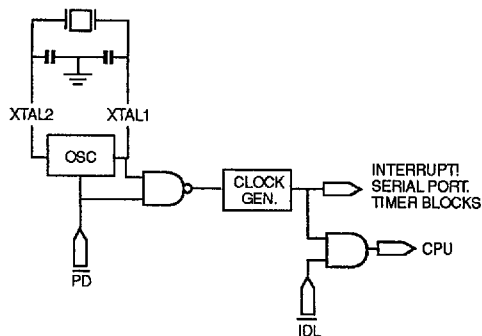 XTAL2 XTAL1
OSC
CLOCK
GEN.
INTERRUPT!
SERIAL PORT.
TIMER BLOCKS
CPU
PD
IDL